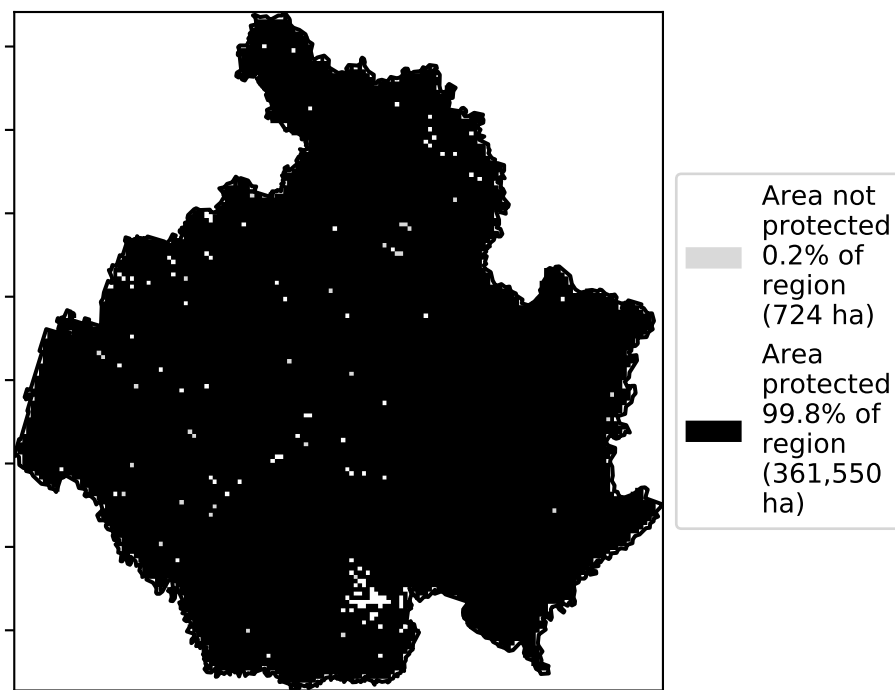 Area not
protected
0.2% of
region
(724 ha)
Area
protected
99.8% of
region
(361,550
ha)